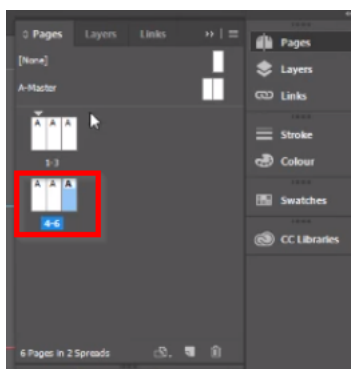 Pages Layers Links
[None]
A-Master
A A A
1-3
A A A
4-6
6 Pages in 2 Spreads
Pages
Layers
Links
Stroke
Colour
Swatches
CC Libraries